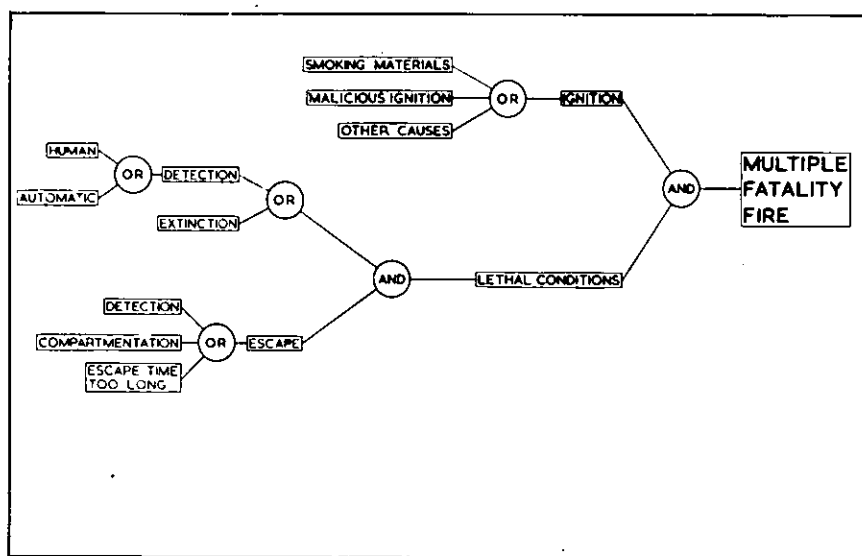 SMOKING MATERIALS
MALICIOUS IGNITION
OR
IGNITION
OTHER CAUSES
HUMAN
OR
DETECTION
AUTOMATIC
OR
EXTINCTION
AND
MULTIPLE
FATALITY
FIRE
AND
LETHAL CONDITIONS
DETECTION
COMPARTMENTATION
OR
ESCAPE
ESCAPE TIME
TOO LONG